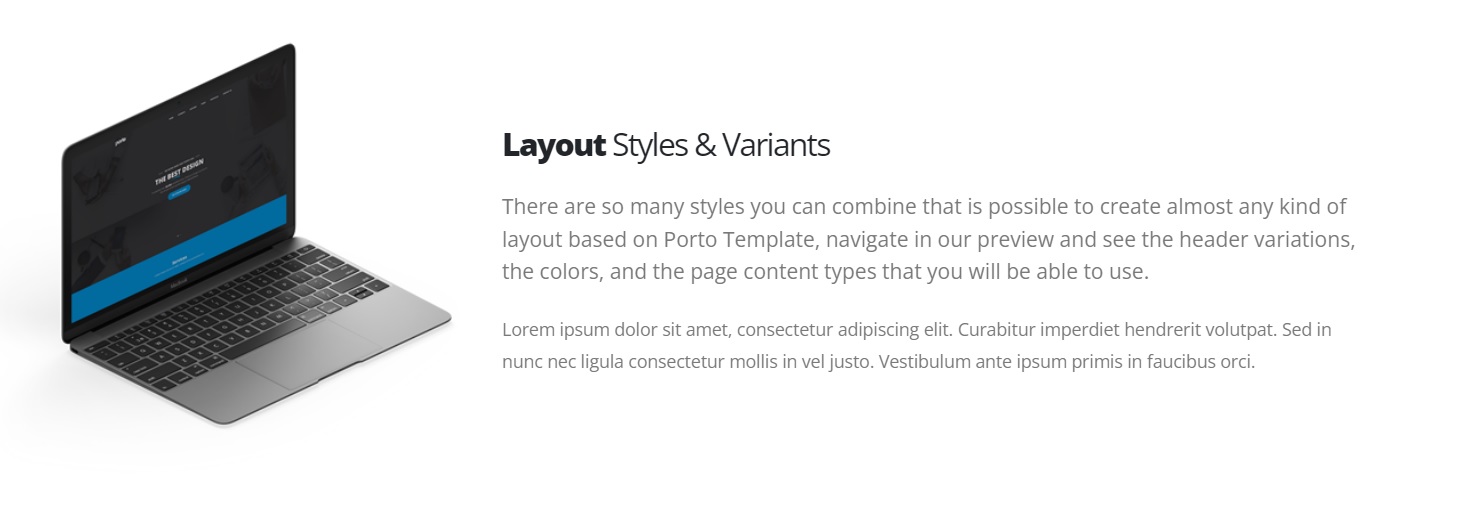 porto
THE BEST DESIGN
Layout Styles & Variants
There are so many styles you can combine that is possible to create almost any kind of
layout based on Porto Template, navigate in our preview and see the header variations,
the colors, and the page content types that you will be able to use.
Lorem ipsum dolor sit amet, consectetur adipiscing elit. Curabitur imperdiet hendrerit volutpat. Sed in
nunc nec ligula consectetur mollis in vel justo. Vestibulum ante ipsum primis in faucibus orci.